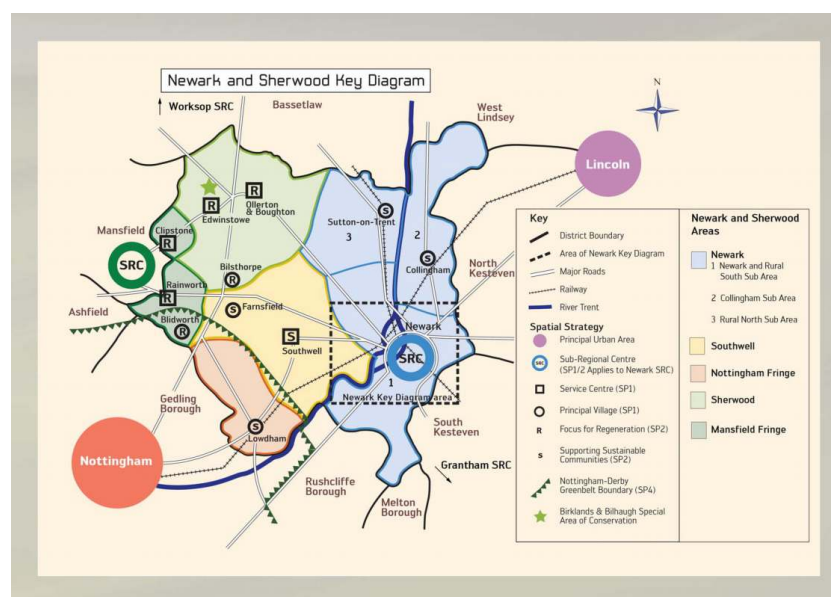 Newark and Sherwood Key Diagram
Worksop SRC
Bassetlaw
West
Lindsey
N
Lincoln
R
R
Ollerton
& Boughton
Edwinstowe
S
Sutton-on-Trent
3
2
Mansfield
Clipstone
R
SRC
S
Collingham
North
Kesteven
Bilsthorpe
R
Rainworth
R
S
Farnsfield
Ashfield
Blidworth
R
S
Southwell
Newark
SRC
1
Newark Key Diagram area
Gedling
Borough
S
Lowdham
South
Kesteven
Nottingham
Rushcliffe
Borough
Grantham SRC
Melton
Borough
Key
District Boundary
Area of Newark Key Diagram
Major Roads
Railway
River Trent
Spatial Strategy
Principal Urban Area
SRC
Sub-Regional Centre
(SP1/2 Applies to Newark SRC)
Service Centre (SP1)
Principal Village (SP1)
R
Focus for Regeneration (SP2)
S
Supporting Sustainable
Communities (SP2)
Nottingham-Derby
Greenbelt Boundary (SP4)
Birklands & Bilhaugh Special
Area of Conservation
Newark and Sherwood
Areas
Newark
1 Newark and Rural
South Sub Area
2 Collingham Sub Area
3 Rural North Sub Area
Southwell
Nottingham Fringe
Sherwood
Mansfield Fringe